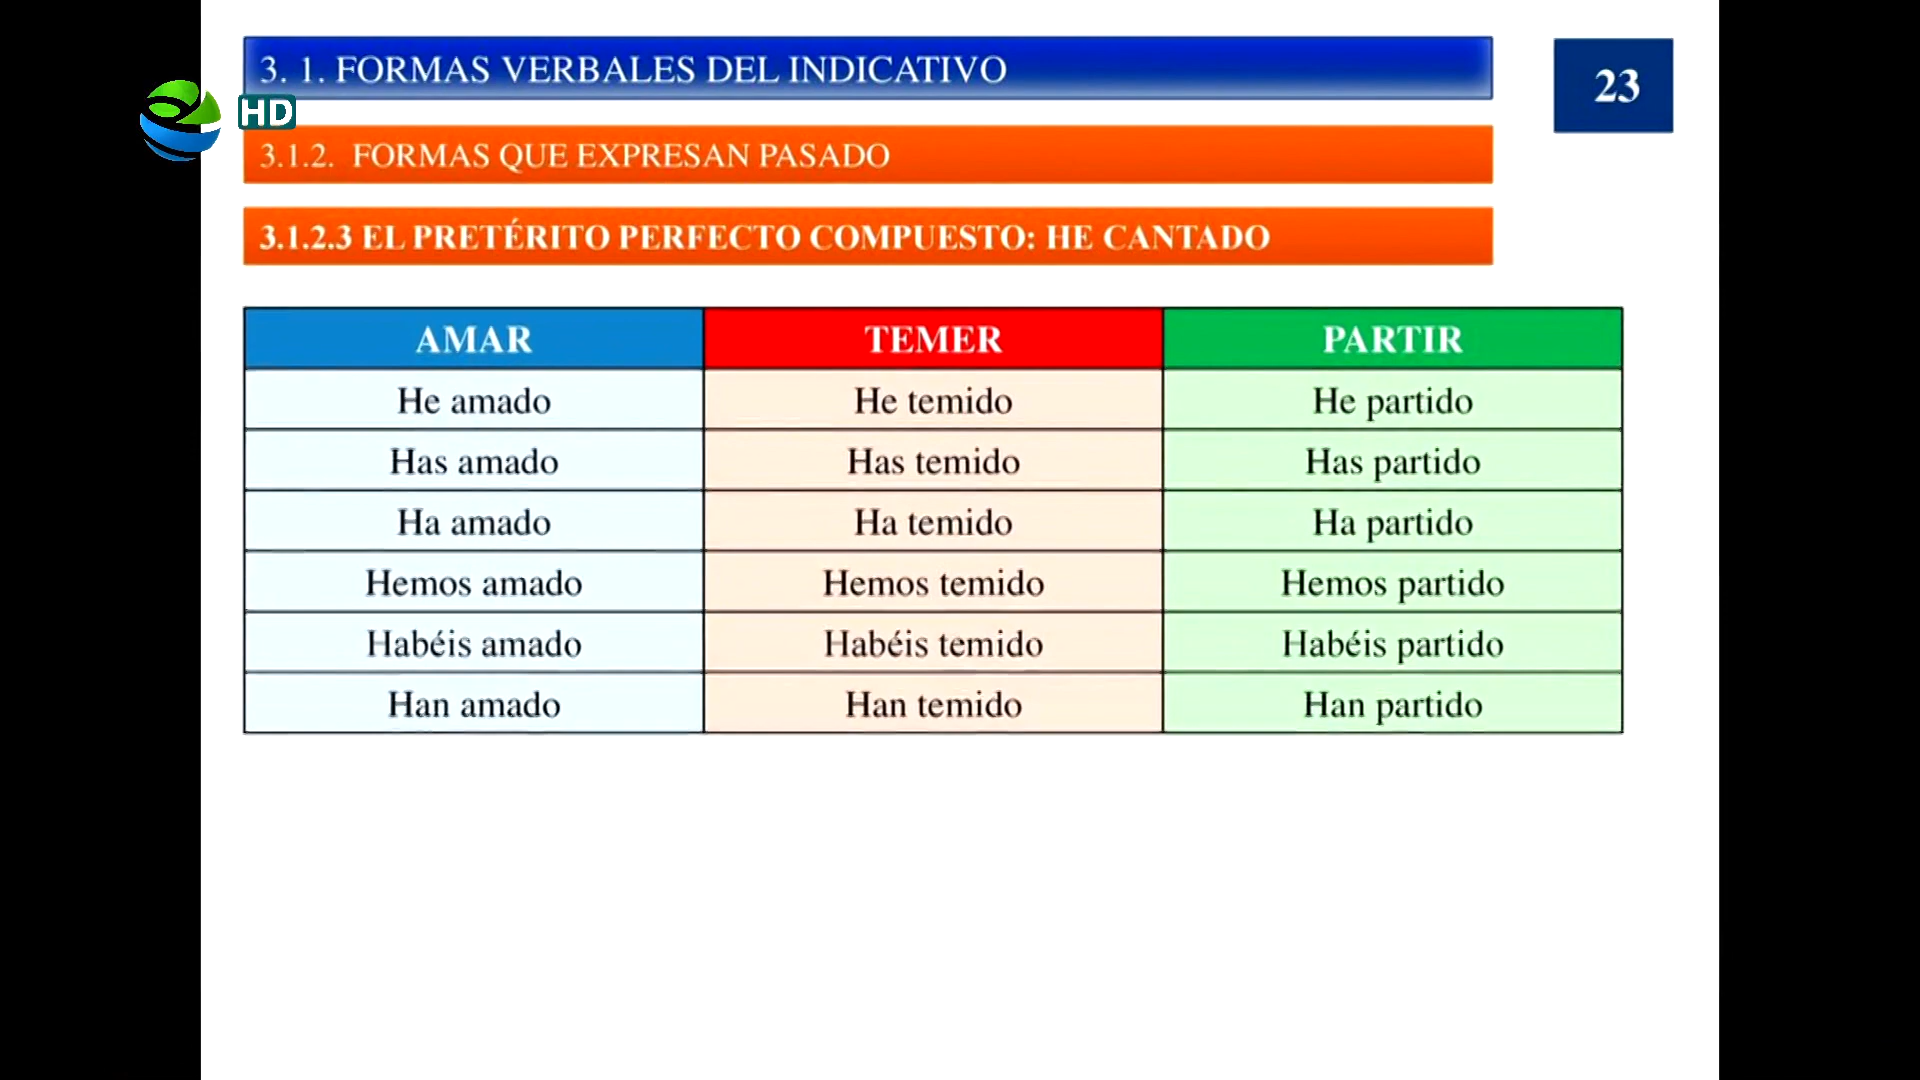 3. 1. FORMAS VERBALES DEL INDICATIVO
23
HD
3.1.2. FORMAS QUE EXPRESAN PASADO
3.1.2.3 EL PRETÉRITO PERFECTO COMPUESTO: HE CANTADO
AMAR TEMER PARTIR
He amado He temido He partido
Has amado Has temido Has partido
Ha amado Ha temido Ha partido
Hemos amado Hemos temido Hemos partido
Habéis amado Habéis temido Habéis partido
Han amado Han temido Han partido